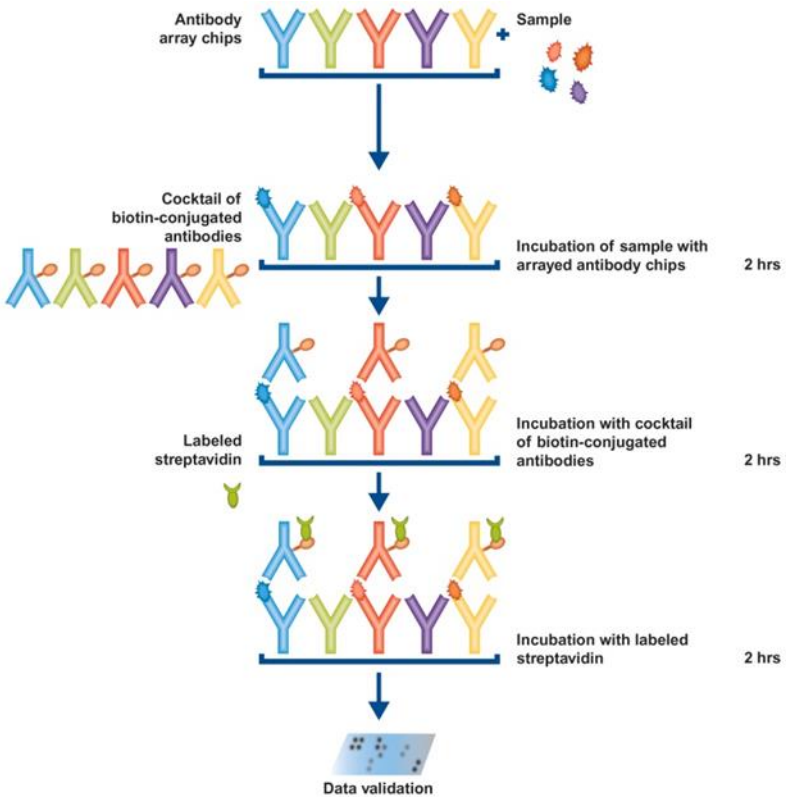 Antibody
array chips
Sample
Cocktail of
biotin-conjugated
antibodies
Incubation of sample with
arrayed antibody chips
2 hrs
Incubation with cocktail
of biotin-conjugated
antibodies
2 hrs
Labeled
streptavidin
Incubation with labeled
streptavidin
2 hrs
Data validation